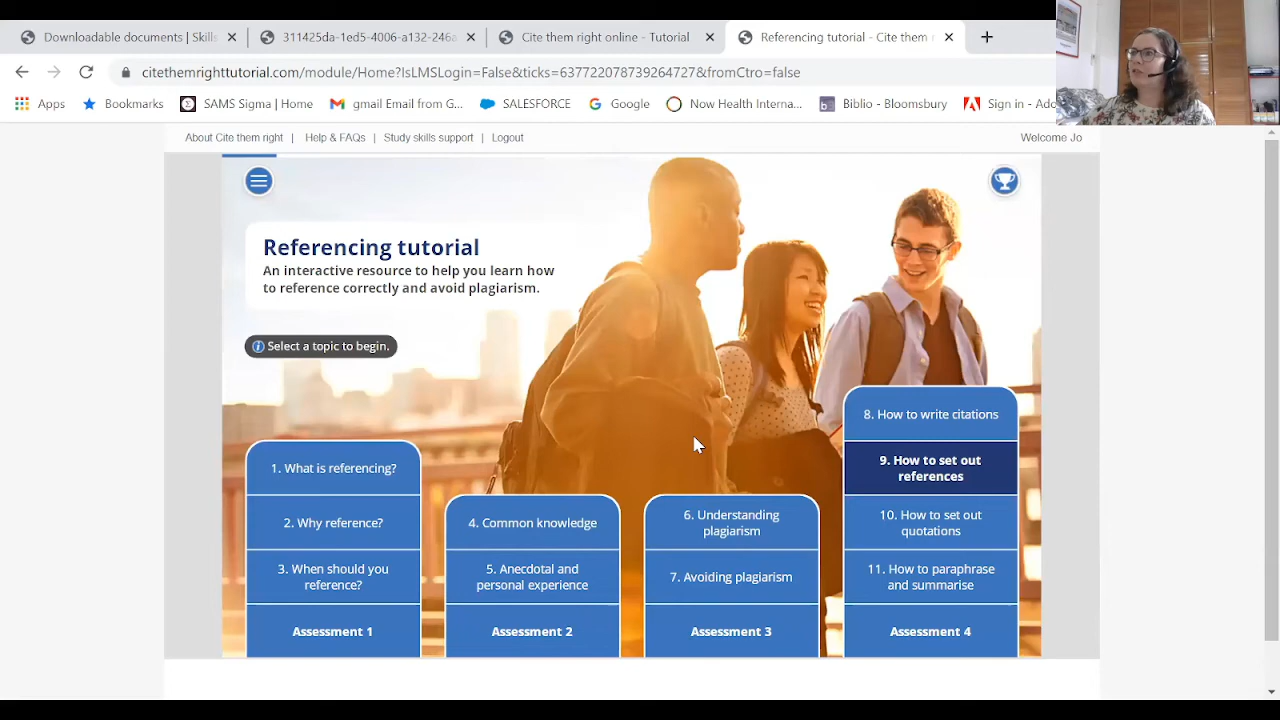 Downloadable documents | Skills
311425da-1ed5-4006-a132-246a
Cite them right online - Tutorial
Referencing tutorial - Cite them
citethemrighttutorial.com/module/Home?IsLMSLogin=False&ticks=637722078739264727&fromCtro=false
Apps
Bookmarks
SAMS Sigma | Home
gmail Email from G...
SALESFORCE
Google
Now Health Interna...
Biblio - Bloomsbury
Sign in - Ado
About Cite them right |
Help & FAQs |
Study skills support |
Logout
Welcome Jo
Referencing tutorial
An interactive resource to help you learn how
to reference correctly and avoid plagiarism.
Select a topic to begin.
1. What is referencing?
2. Why reference?
3. When should you
reference?
Assessment 1
4. Common knowledge
5. Anecdotal and
personal experience
Assessment 2
6. Understanding
plagiarism
7. Avoiding plagiarism
Assessment 3
8. How to write citations
9. How to set out
references
10. How to set out
quotations
11. How to paraphrase
and summarise
Assessment 4